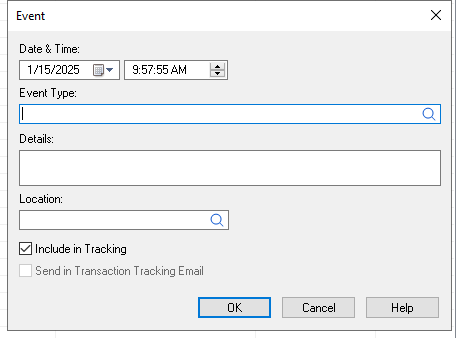 Event
Date & Time:
1/15/2025 9:57:55 AM
Event Type:
Details:
Location:
Include in Tracking
Send in Transaction Tracking Email
OK Cancel Help